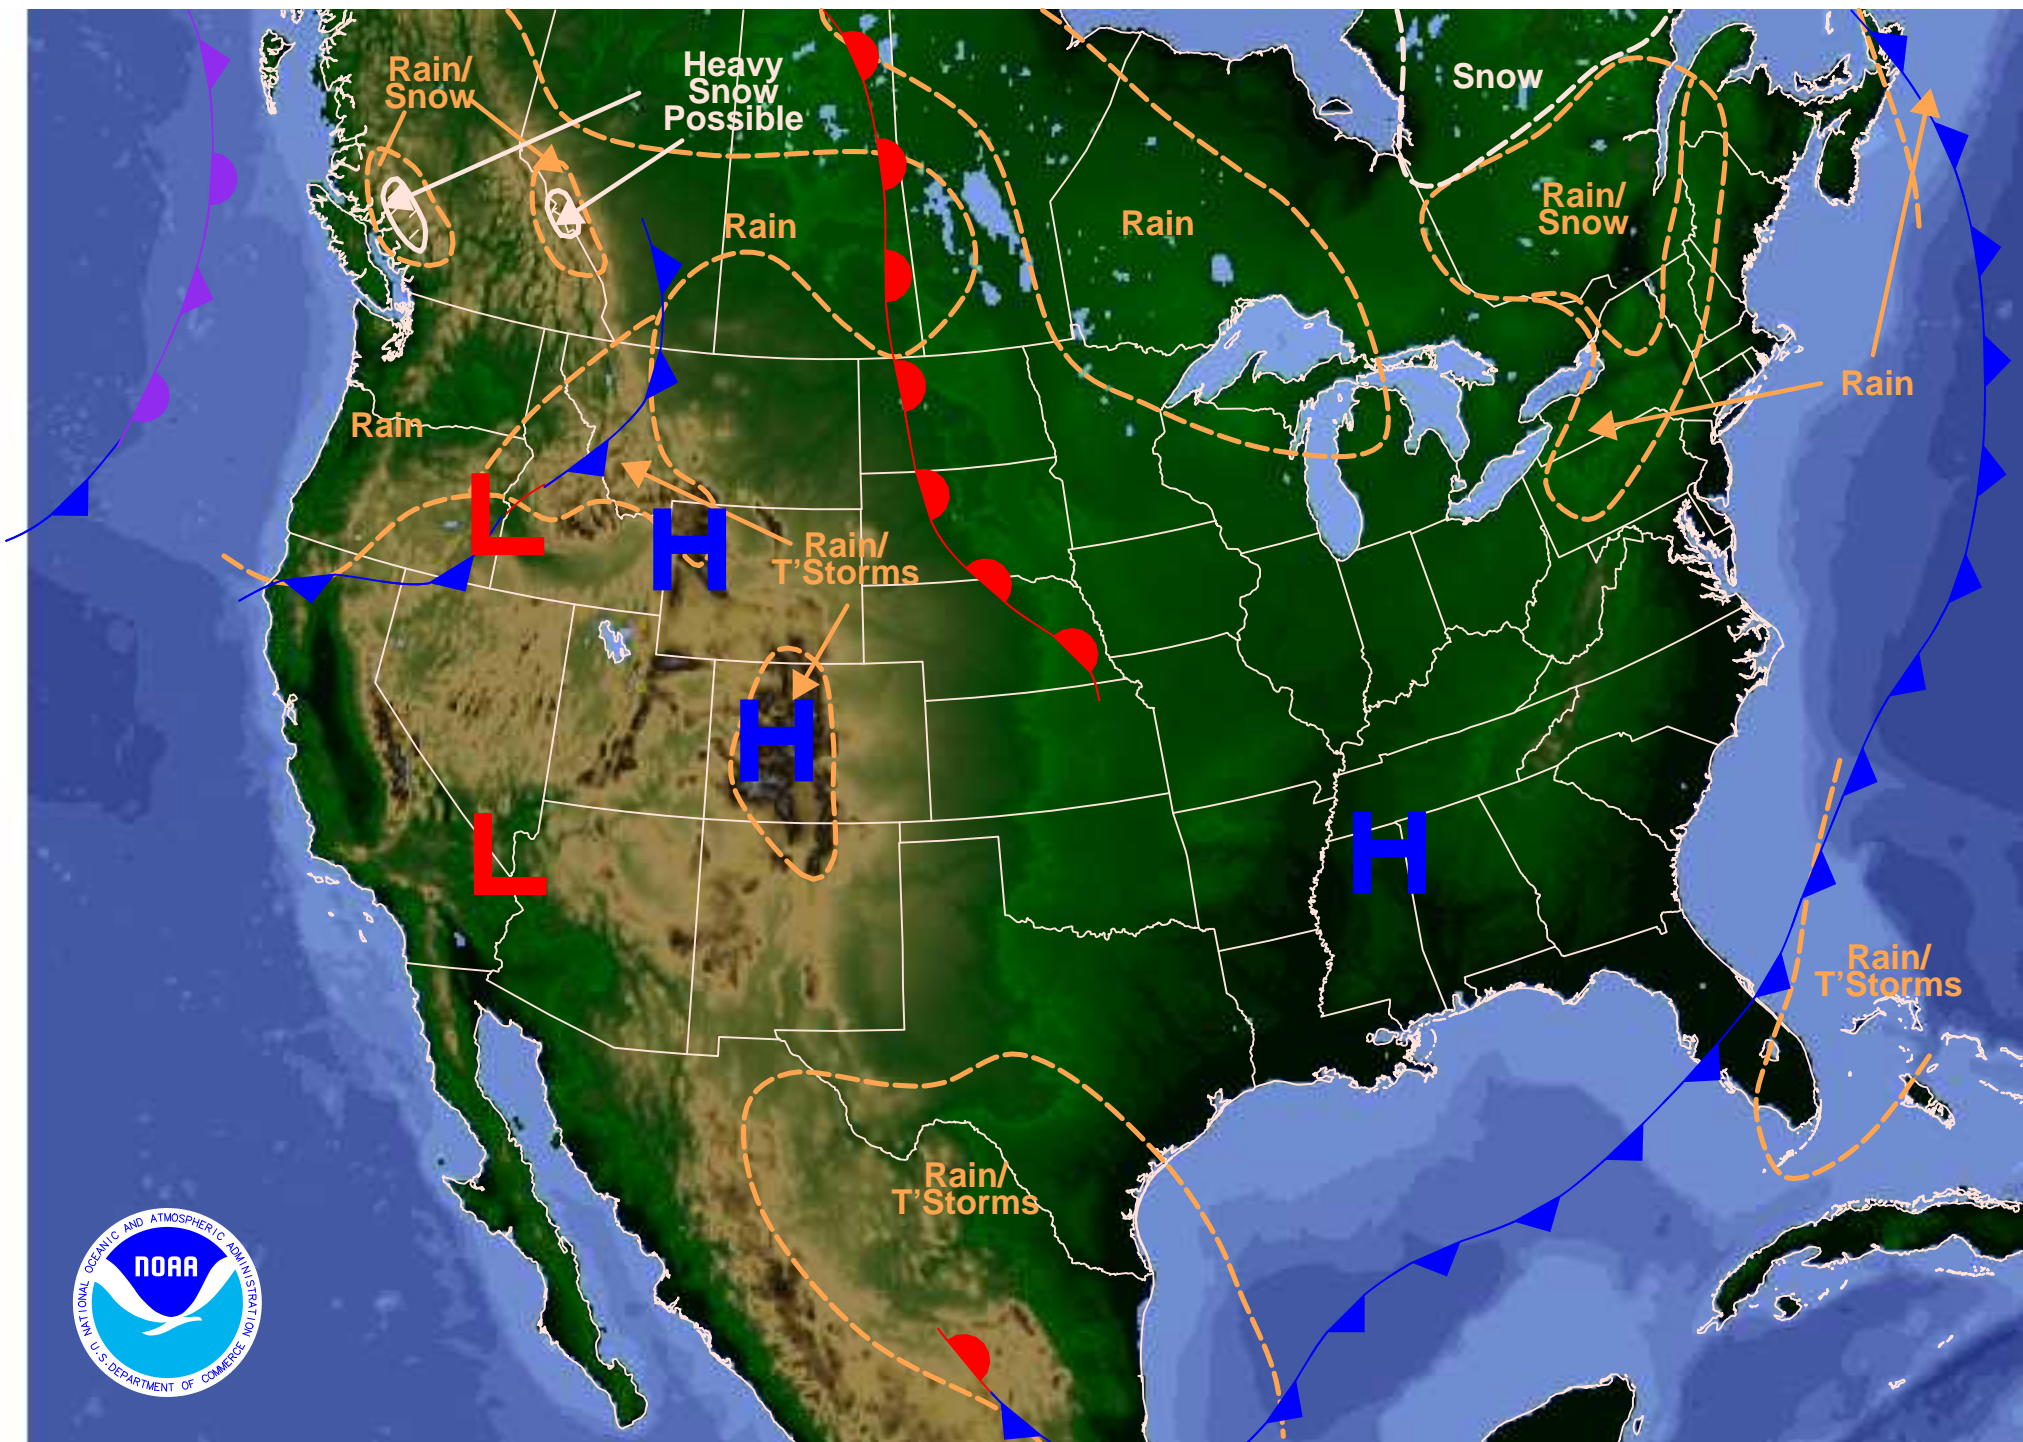 Rain/
Snow
Heavy
Snow
Possible
Snow
Rain
Rain
Rain/
Snow
Rain
Rain
Rain/
T'Storms
L
H
H
L
H
Rain/
T'Storms
Rain/
T'Storms
NATIONAL OCEANIC AND ATMOSPHERIC ADMINISTRATION
NOAA
U.S. DEPARTMENT OF COMMERCE